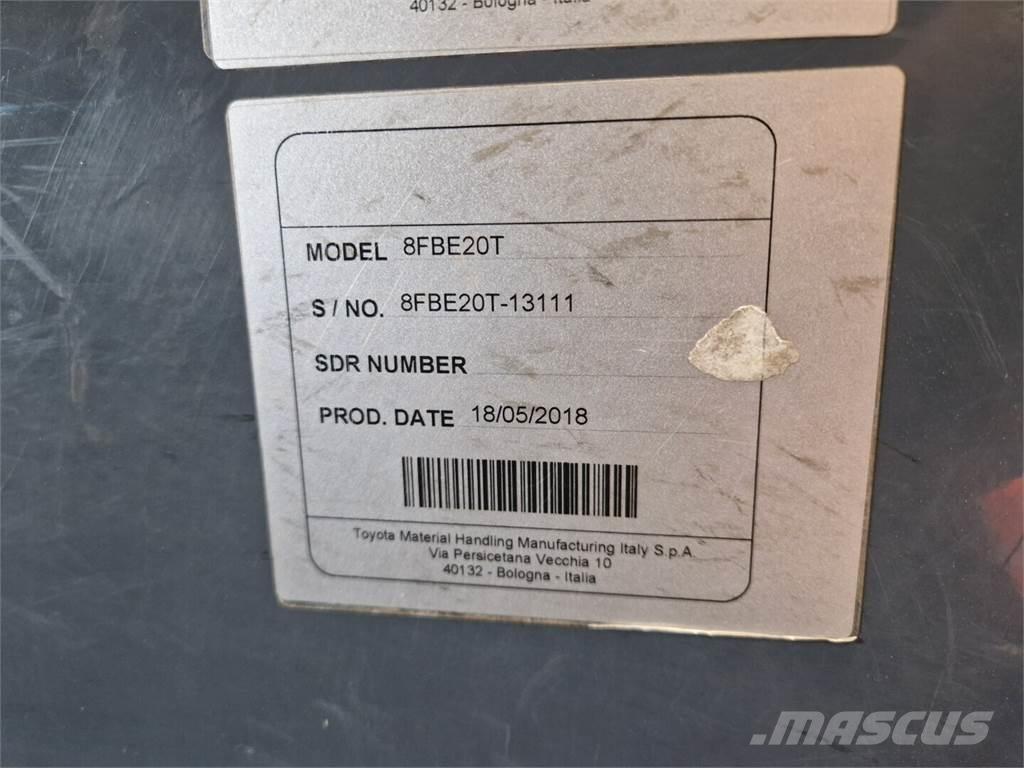 40132 - Bologna - Italia
MODEL 8FBE20T
S / NO. 8FBE20T-13111
SDR NUMBER
PROD. DATE 18/05/2018
Toyota Material Handling Manufacturing Italy S.p.A.
Via Persicetana Vecchia 10
40132 - Bologna - Italia
MASCUS